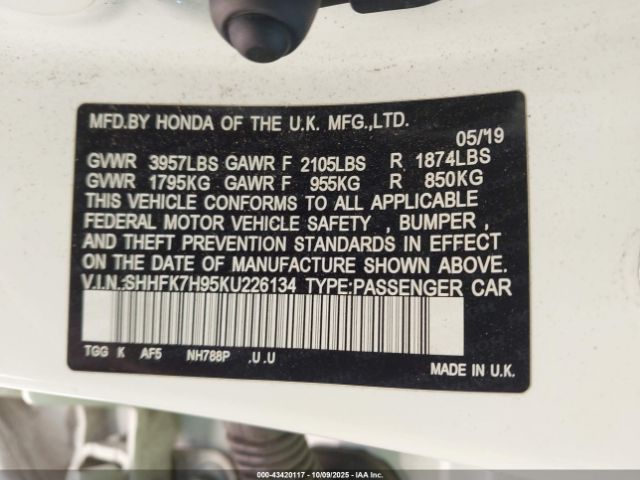 MFD.BY HONDA OF THE U.K. MFG.,LTD.
05/'19
GVWR 3957LBS GAWR F 2105LBS R 1874LBS
GVWR 1795KG GAWR F 955KG R 850KG
THIS VEHICLE CONFORMS TO ALL APPLICABLE
FEDERAL MOTOR VEHICLE SAFETY , BUMPER ,
AND THEFT PREVENTION STANDARDS IN EFFECT
ON THE DATE OF MANUFACTURE SHOWN ABOVE.
V.I.N.:SHHFK7H95KU226134 TYPE:PASSENGER CAR
TGG K AF5 NH788P .U .U
MADE IN U.K.
000-43420117 | 10/09/2025 | IAA Inc.